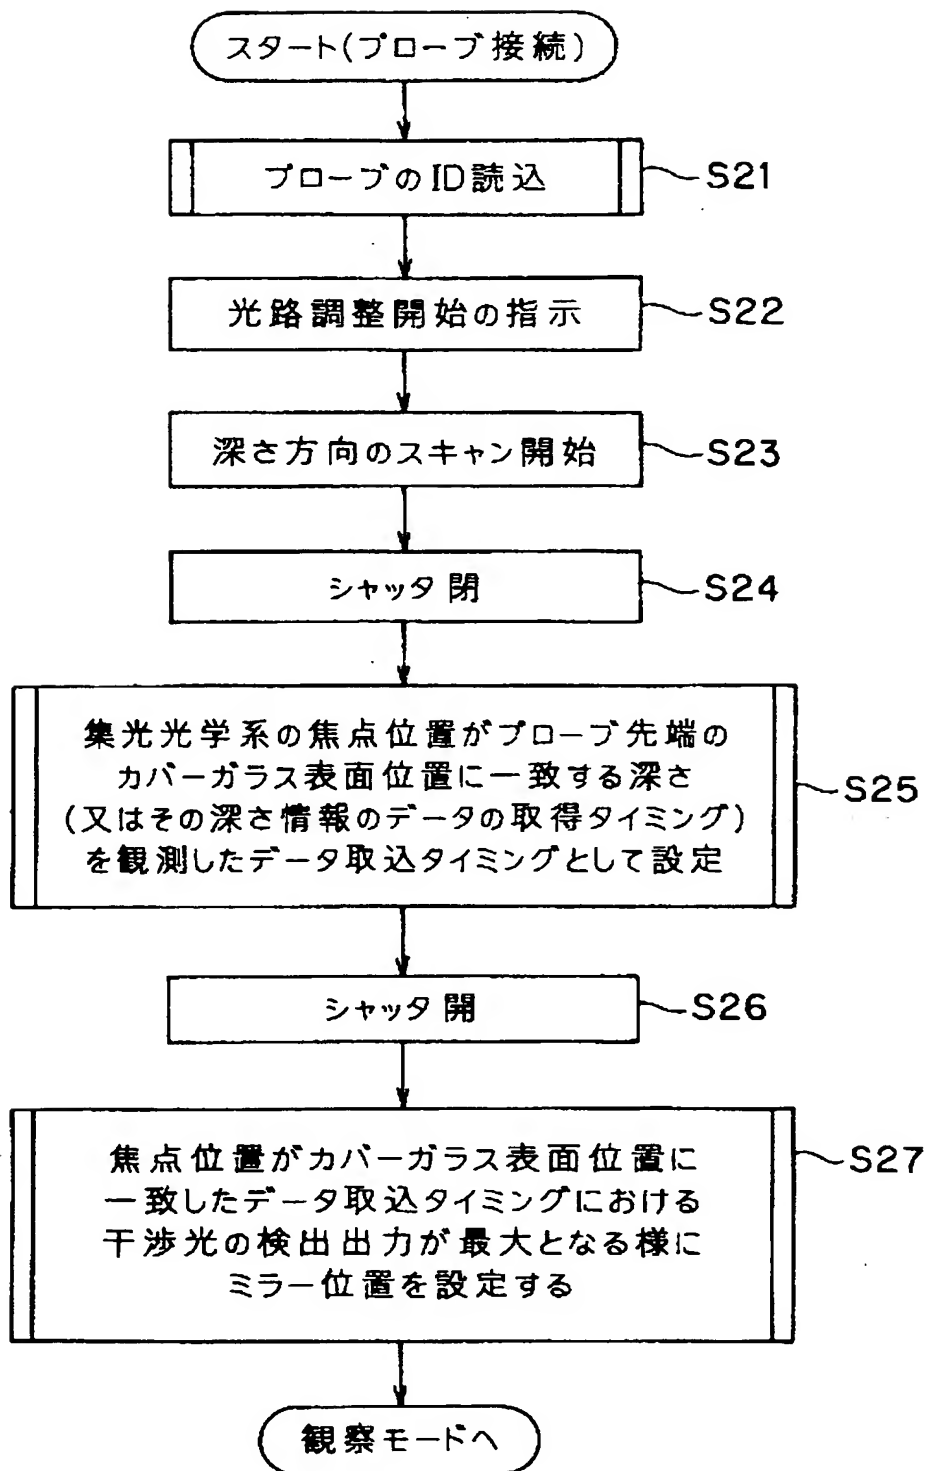 スタート(プローブ接続)
プローブのID読込
S21
光路調整開始の指示
S22
深さ方向のスキャン開始
S23
シャッタ閉
S24
集光光学系の焦点位置がプローブ先端の
カバーガラス表面位置に一致する深さ
(又はその深さ情報のデータの取得タイミング)
を観測したデータ取込タイミングとして設定
S25
シャッタ開
S26
焦点位置がカバーガラス表面位置に
一致したデータ取込タイミングにおける
干渉光の検出出力が最大となる様に
ミラー位置を設定する
S27
観察モードへ